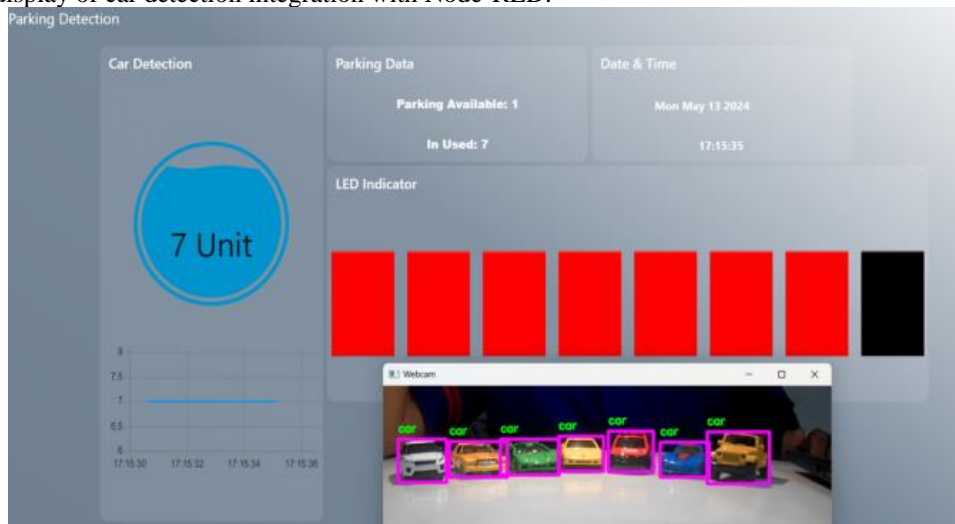 display of car detection integration with Node-RED.
Parking Detection
Car Detection
7 Unit
8
7.5
7
6.5
6
17:15:30 17:15:32 17:15:34 17:15:36
Parking Data
Parking Available: 1
In Used: 7
Date & Time
Mon May 13 2024
17:15:35
LED Indicator
Webcam
car car car car car car car